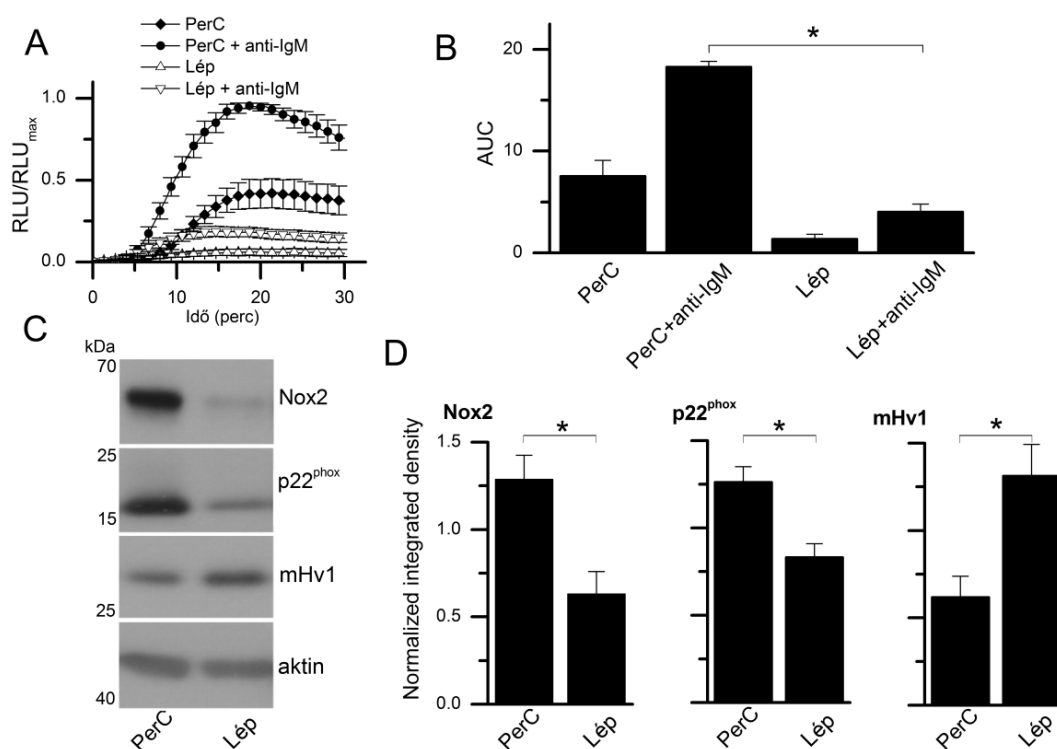 A
PerC
PerC + anti-IgM
Lép
Lép + anti-IgM
RLU/RLUmax
1.0
0.5
0.0
0 10 20 30
Idő (perc)
B
*
AUC
20
10
0
PerC
PerC+anti-IgM
Lép
Lép+anti-IgM
C
kDa
70
Nox2
25
p22phox
15
mHv1
25
aktin
40
PerC Lép
D
Normalized integrated density
Nox2
*
1.5
1.0
0.5
0.0
PerC Lép
p22phox
*
PerC Lép
mHv1
*
PerC Lép